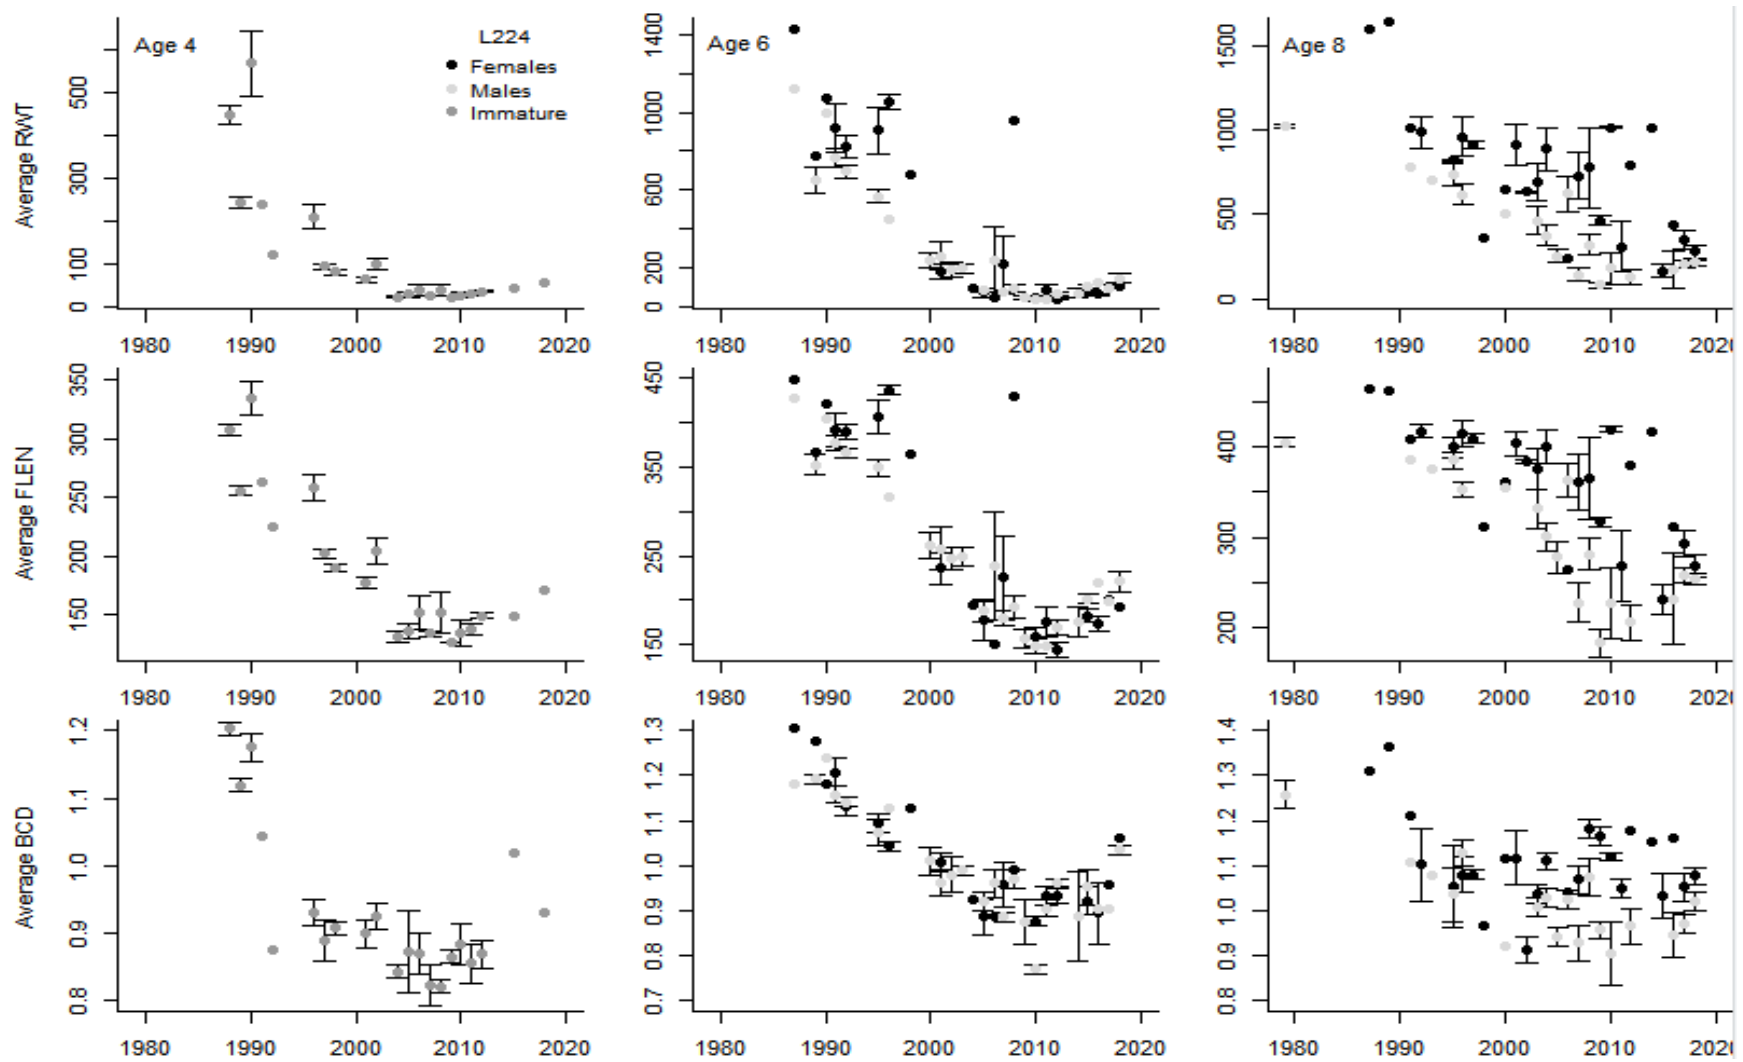 Age 4
L224
Females
Males
Immature
Average RWT
0 100 300 500
1980 1990 2000 2010 2020
Age 6
0 200 600 1000 1400
1980 1990 2000 2010 2020
Age 8
0 500 1000 1500
1980 1990 2000 2010 202
Average FLEN
150 200 250 300 350
1980 1990 2000 2010 2020
150 250 350 450
1980 1990 2000 2010 2020
200 300 400
1980 1990 2000 2010 202
Average BCD
0.8 0.9 1.0 1.1 1.2
1980 1990 2000 2010 2020
0.7 0.8 0.9 1.0 1.1 1.2 1.3
1980 1990 2000 2010 2020
0.8 0.9 1.0 1.1 1.2 1.3 1.4
1980 1990 2000 2010 202